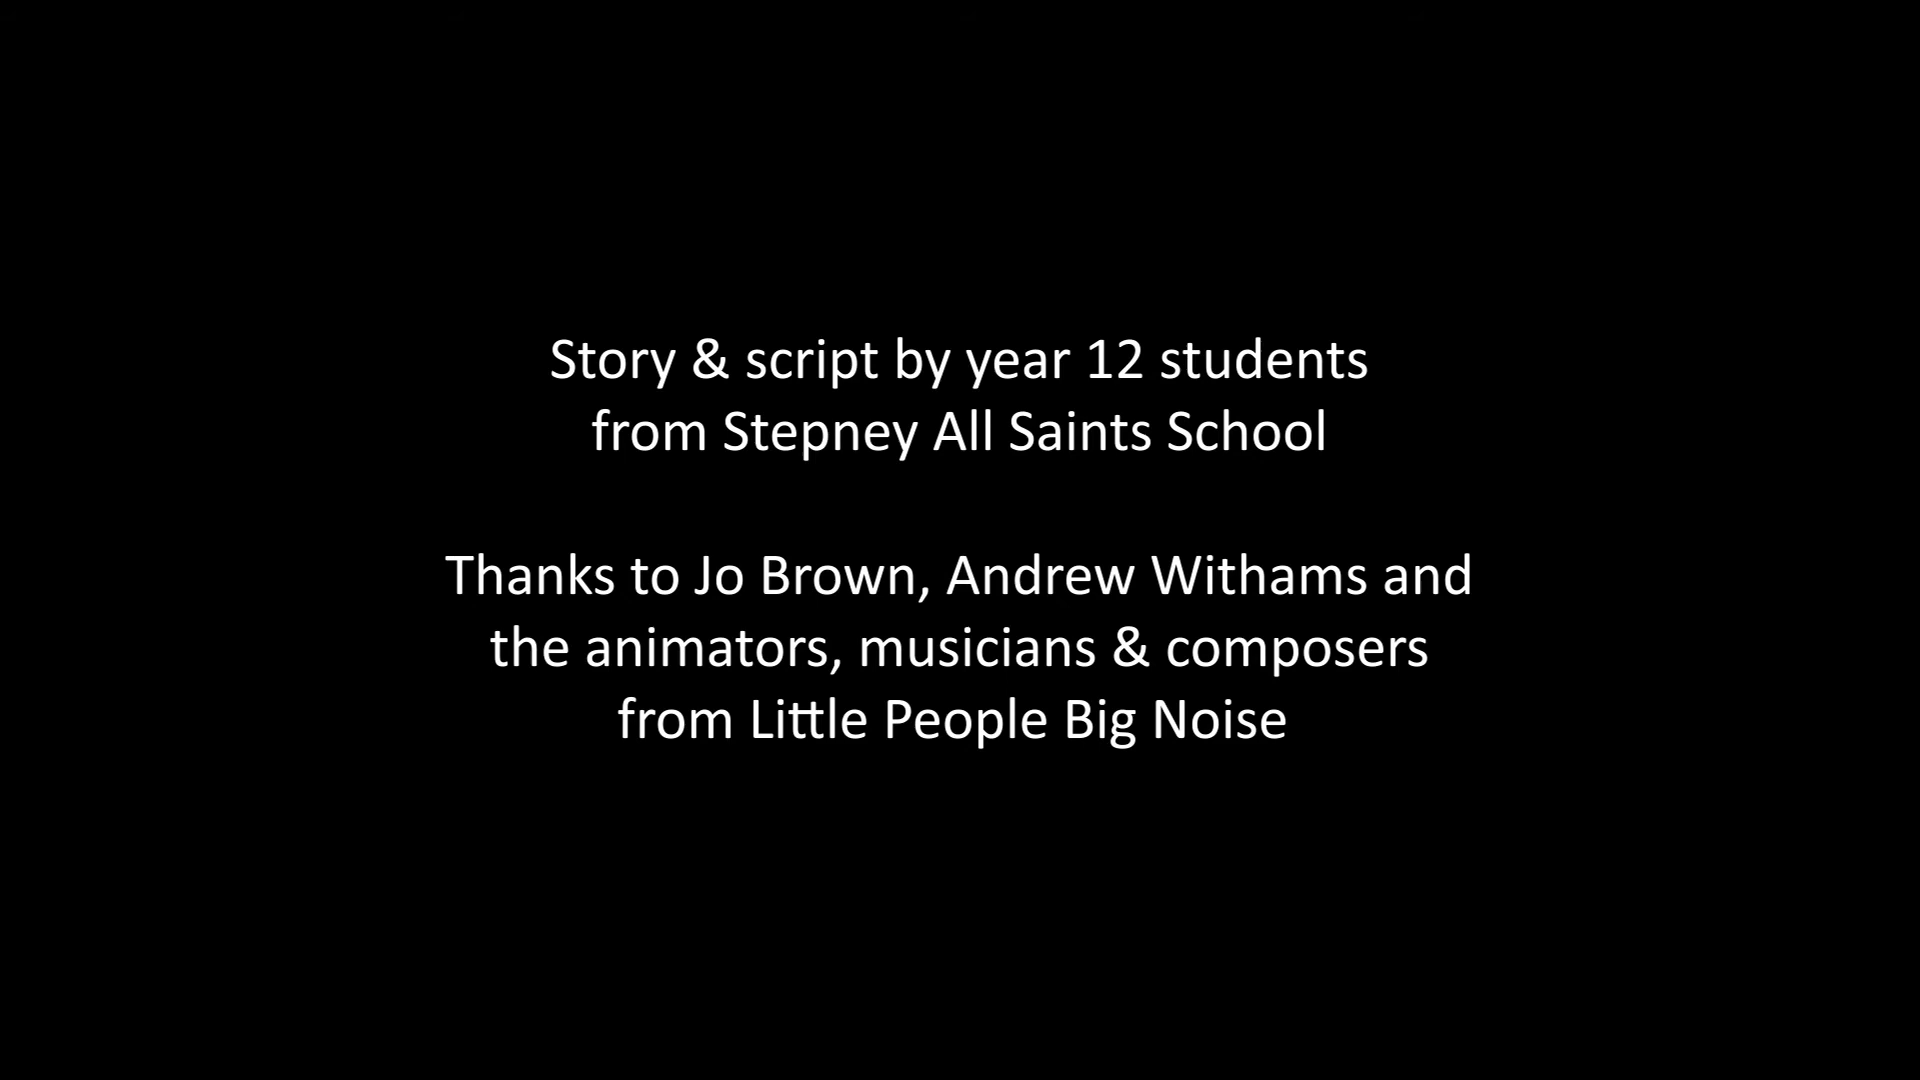 Story & script by year 12 students
from Stepney All Saints School
Thanks to Jo Brown, Andrew Withams and
the animators, musicians & composers
from Little People Big Noise